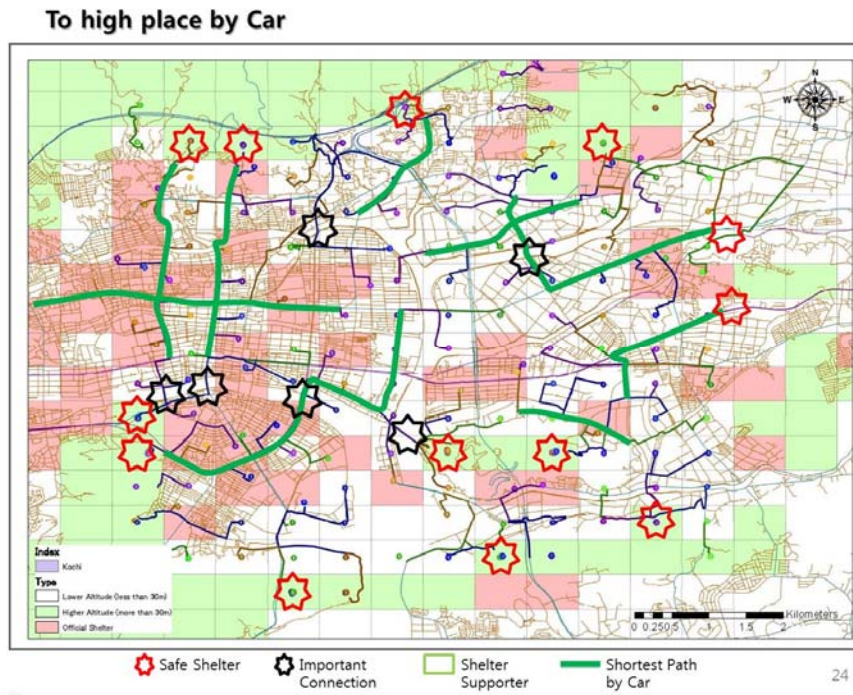 To high place by Car
N
W E
S
Index
Kochi
Type
Lower Altitude (less than 30m)
Higher Altitude (more than 30m)
Official Shelter
Kilometers
0 0.250.5 1 1.5 2
Safe Shelter
Important
Connection
Shelter
Supporter
Shortest Path
by Car
24